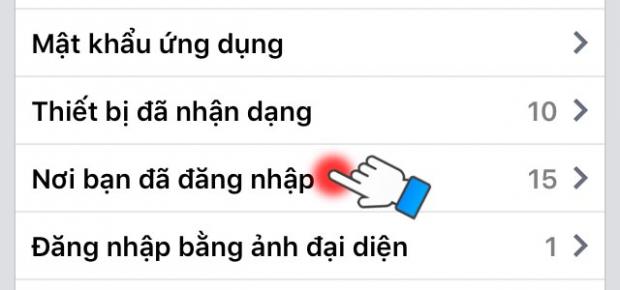 Mật khẩu ứng dụng
Thiết bị đã nhận dạng 10
Nơi bạn đã đăng nhập 15
Đăng nhập bằng ảnh đại diện 1